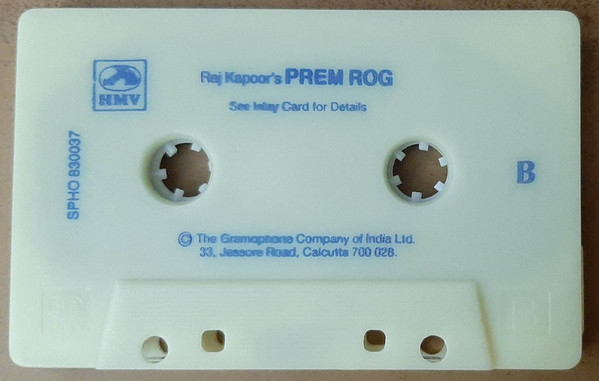 HMV
Raj Kapoor's PREM ROG
See Inlay Card for Details
SPHO 830037
B
© The Gramophone Company of India Ltd.
33, Jessore Road, Calcutta 700 028.
B